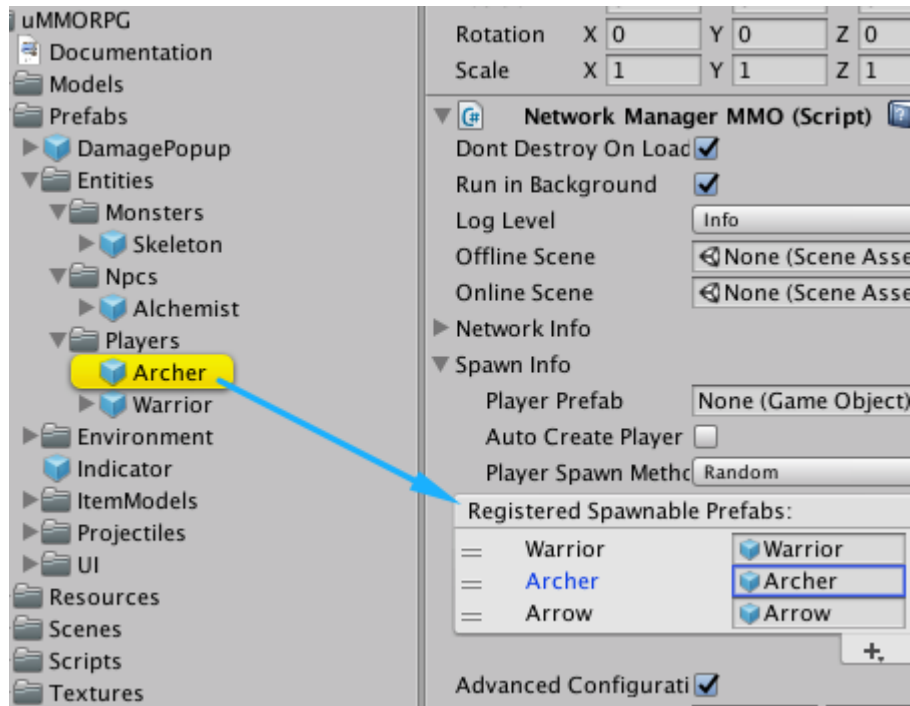 uMMORPG
Documentation
Models
Prefabs
DamagePopup
Entities
Monsters
Skeleton
Npcs
Alchemist
Players
Archer
Warrior
Environment
Indicator
ItemModels
Projectiles
UI
Resources
Scenes
Scripts
Textures
Rotation X 0 Y 0 Z 0
Scale X 1 Y 1 Z 1
Network Manager MMO (Script)
Dont Destroy On Load
Run in Background
Log Level Info
Offline Scene None (Scene Asse
Online Scene None (Scene Asse
Network Info
Spawn Info
Player Prefab None (Game Object)
Auto Create Player
Player Spawn Methc Random
Registered Spawnable Prefabs:
Warrior Warrior
Archer Archer
Arrow Arrow
Advanced Configurati